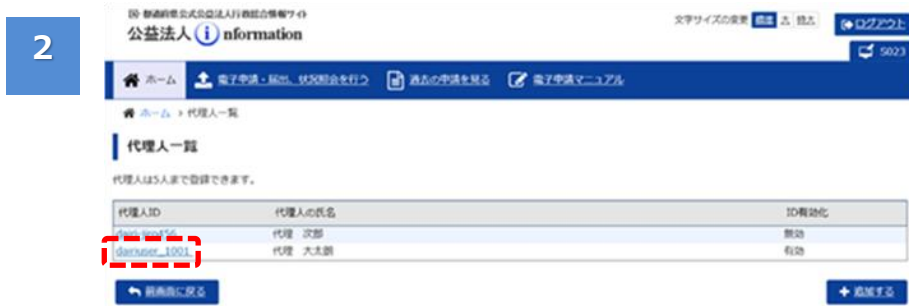 2
国・都道府県公式公益法人行政総合情報サイト
公益法人 i nformation
文字サイズの変更 標準 大 特大
ログアウト
S023
ホーム 電子申請・届出、状況照会を行う 過去の申請を見る 電子申請マニュアル
ホーム > 代理人一覧
代理人一覧
代理人は5人まで登録できます。
代理人ID 代理人の氏名 ID有効化
代理 次郎 無効
dairiuser_1001 代理 大太朗 有効
前画面に戻る
追加する